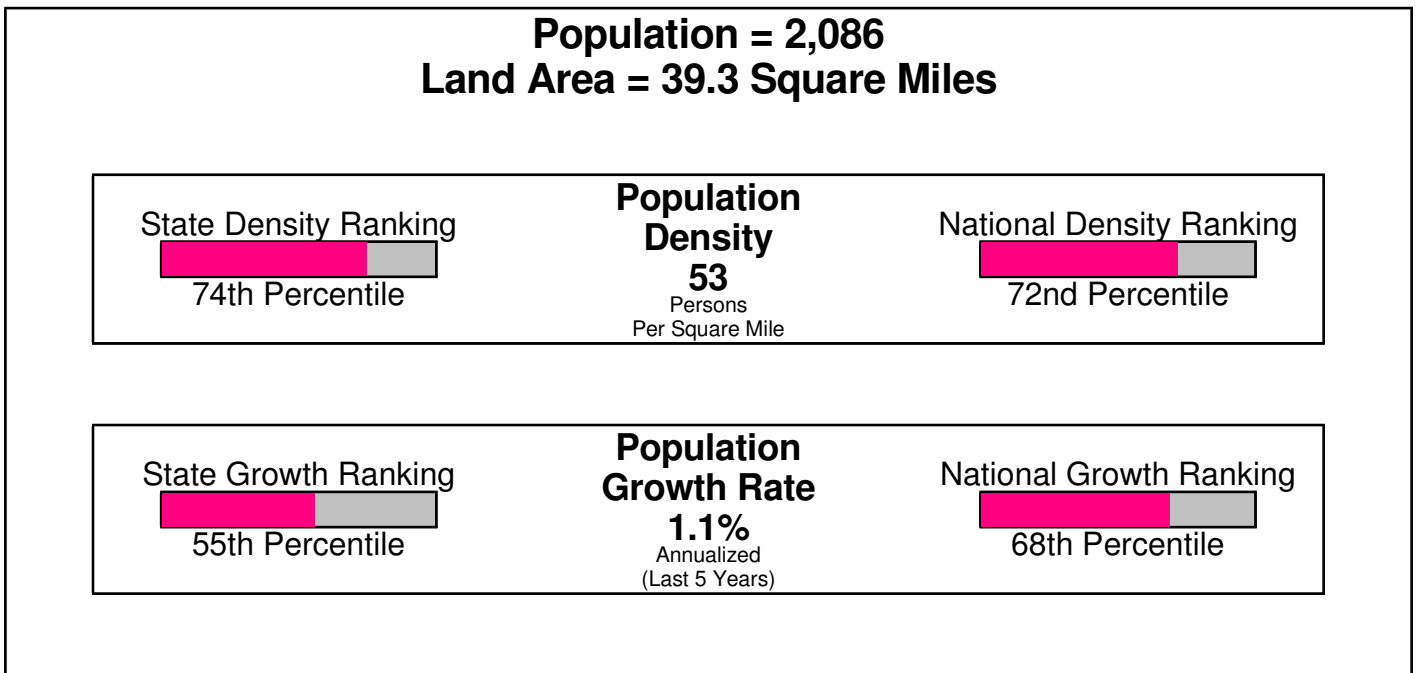 Population = 2,086
Land Area = 39.3 Square Miles
State Density Ranking
74th Percentile
Population
Density
53
Persons
Per Square Mile
National Density Ranking
72nd Percentile
State Growth Ranking
55th Percentile
Population
Growth Rate
1.1%
Annualized
(Last 5 Years)
National Growth Ranking
68th Percentile